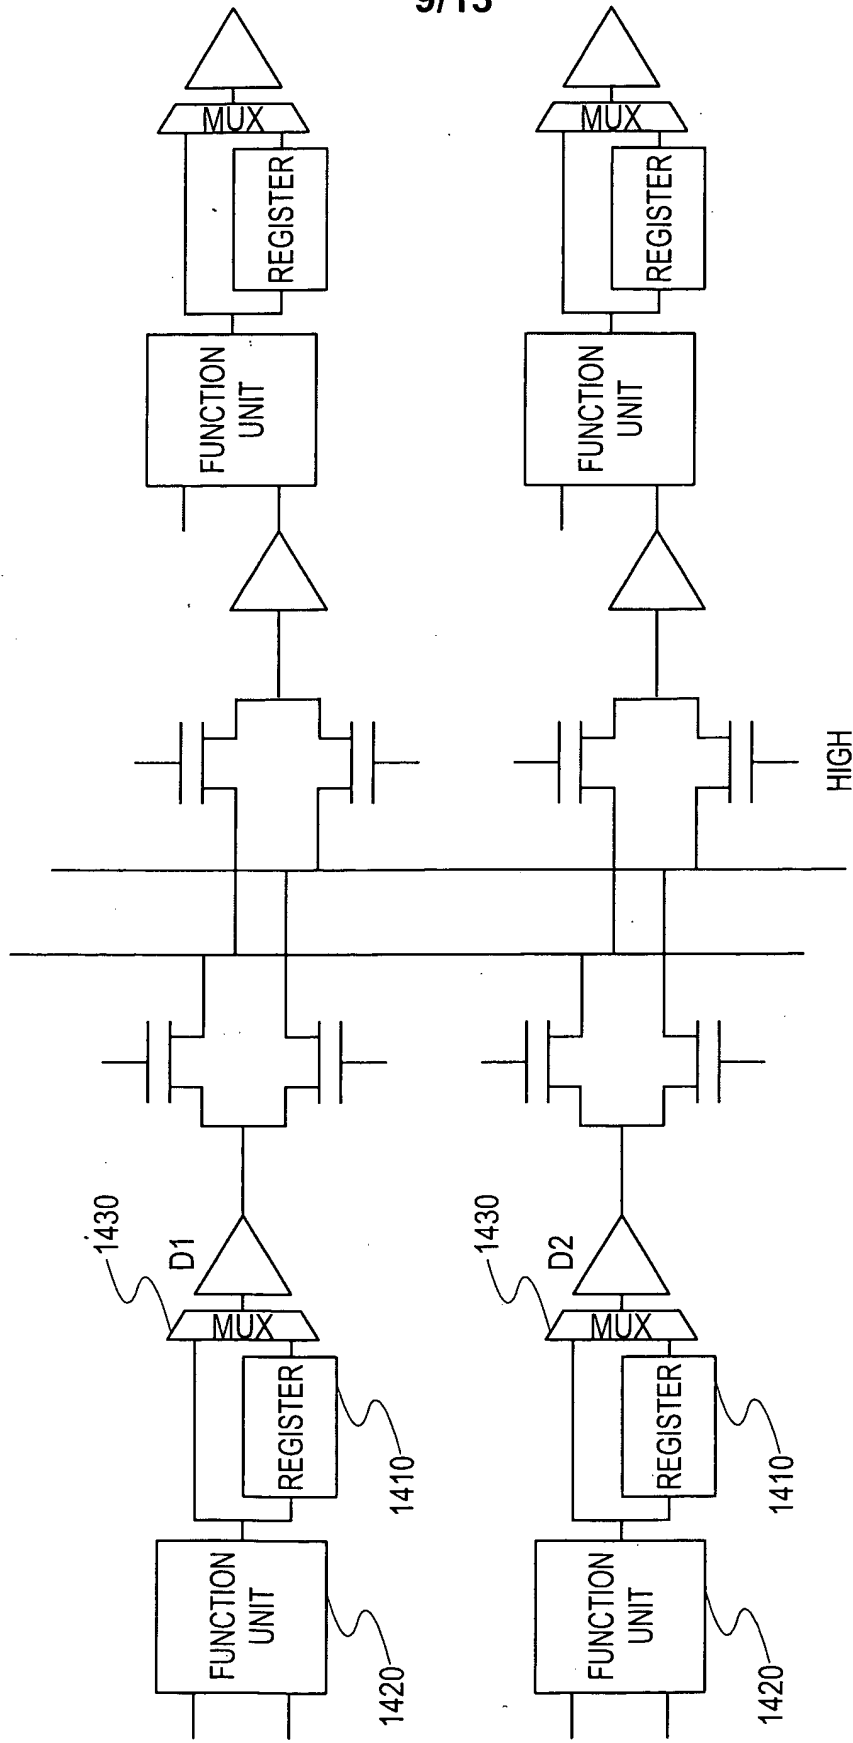 9/13
MUX
REGISTER
FUNCTION
UNIT
MUX
REGISTER
FUNCTION
UNIT
HIGH
FUNCTION
UNIT
1420
REGISTER
1410
MUX
1430
D1
FUNCTION
UNIT
1420
REGISTER
1410
MUX
1430
D2